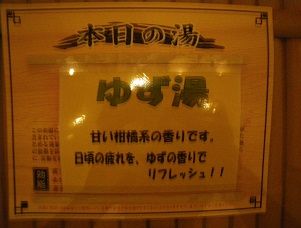 本日の湯
ゆず湯
甘い柑橘系の香りです。
日頃の疲れを、ゆずの香りで
リフレッシュ！！